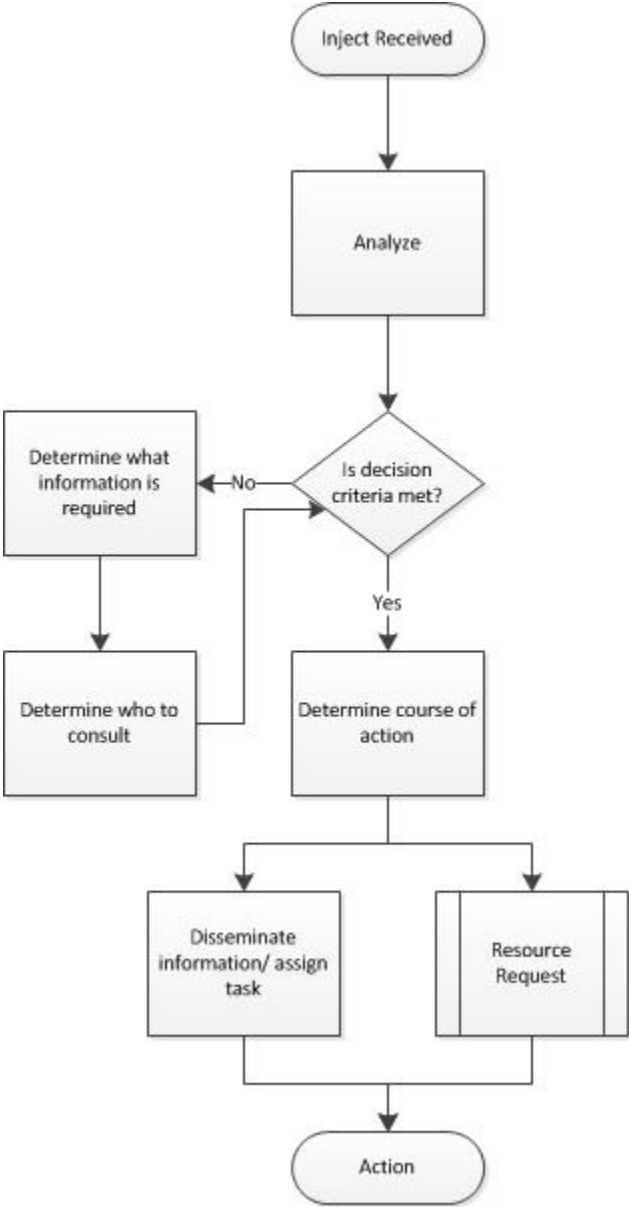 Inject Received
Analyze
Is decision
criteria met?
No
Determine what
information is
required
Yes
Determine who to
consult
Determine course of
action
Disseminate
information/ assign
task
Resource
Request
Action